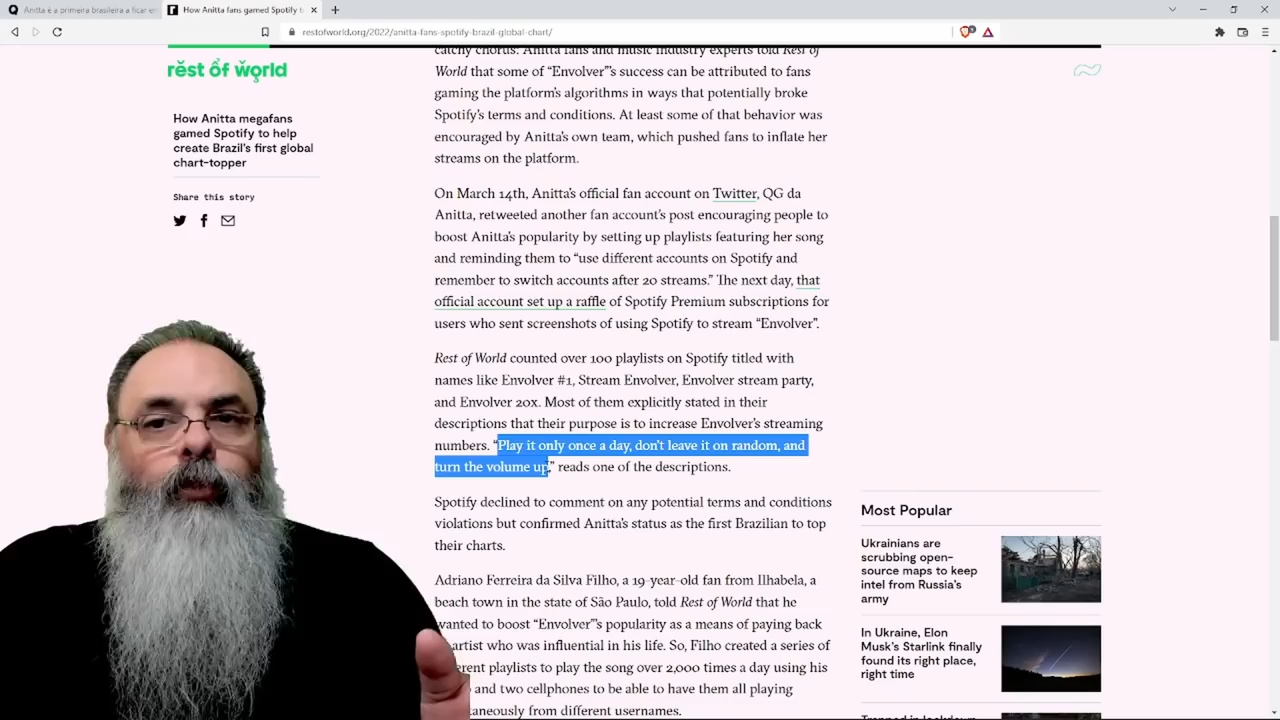 Anitta é a primeira brasileira a ficar em
How Anitta fans gamed Spotify t
restofworld.org/2022/anitta-fans-spotify-brazil-global-chart/
rest of world
How Anitta megafans
gamed Spotify to help
create Brazil's first global
chart-topper
Share this story
catchy chorus: Anitta fans and music industry experts told Rest of
World that some of “Envolver”’s success can be attributed to fans
gaming the platform’s algorithms in ways that potentially broke
Spotify’s terms and conditions. At least some of that behavior was
encouraged by Anitta’s own team, which pushed fans to inflate her
streams on the platform.
On March 14th, Anitta’s official fan account on Twitter, QG da
Anitta, retweeted another fan account’s post encouraging people to
boost Anitta’s popularity by setting up playlists featuring her song
and reminding them to “use different accounts on Spotify and
remember to switch accounts after 20 streams.” The next day, that
official account set up a raffle of Spotify Premium subscriptions for
users who sent screenshots of using Spotify to stream “Envolver”.
Rest of World counted over 100 playlists on Spotify titled with
names like Envolver #1, Stream Envolver, Envolver stream party,
and Envolver 20x. Most of them explicitly stated in their
descriptions that their purpose is to increase Envolver’s streaming
numbers. “Play it only once a day, don’t leave it on random, and
turn the volume up,” reads one of the descriptions.
Spotify declined to comment on any potential terms and conditions
violations but confirmed Anitta’s status as the first Brazilian to top
their charts.
Adriano Ferreira da Silva Filho, a 19-year-old fan from Ilhabela, a
beach town in the state of São Paulo, told Rest of World that he
wanted to boost “Envolver”’s popularity as a means of paying back
artist who was influential in his life. So, Filho created a series of
playlists to play the song over 2,000 times a day using his
and two cellphones to be able to have them all playing
from different usernames.
Most Popular
Ukrainians are
scrubbing open-
source maps to keep
intel from Russia’s
army
In Ukraine, Elon
Musk’s Starlink finally
found its right place,
right time